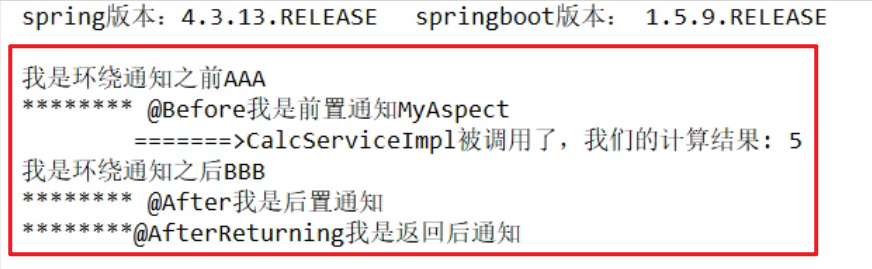 spring版本：4.3.13.RELEASE   springboot版本： 1.5.9.RELEASE
我是环绕通知之前AAA
******** @Before我是前置通知MyAspect
=======>CalcServiceImpl被调用了，我们的计算结果: 5
我是环绕通知之后BBB
******** @After我是后置通知
********@AfterReturning我是返回后通知